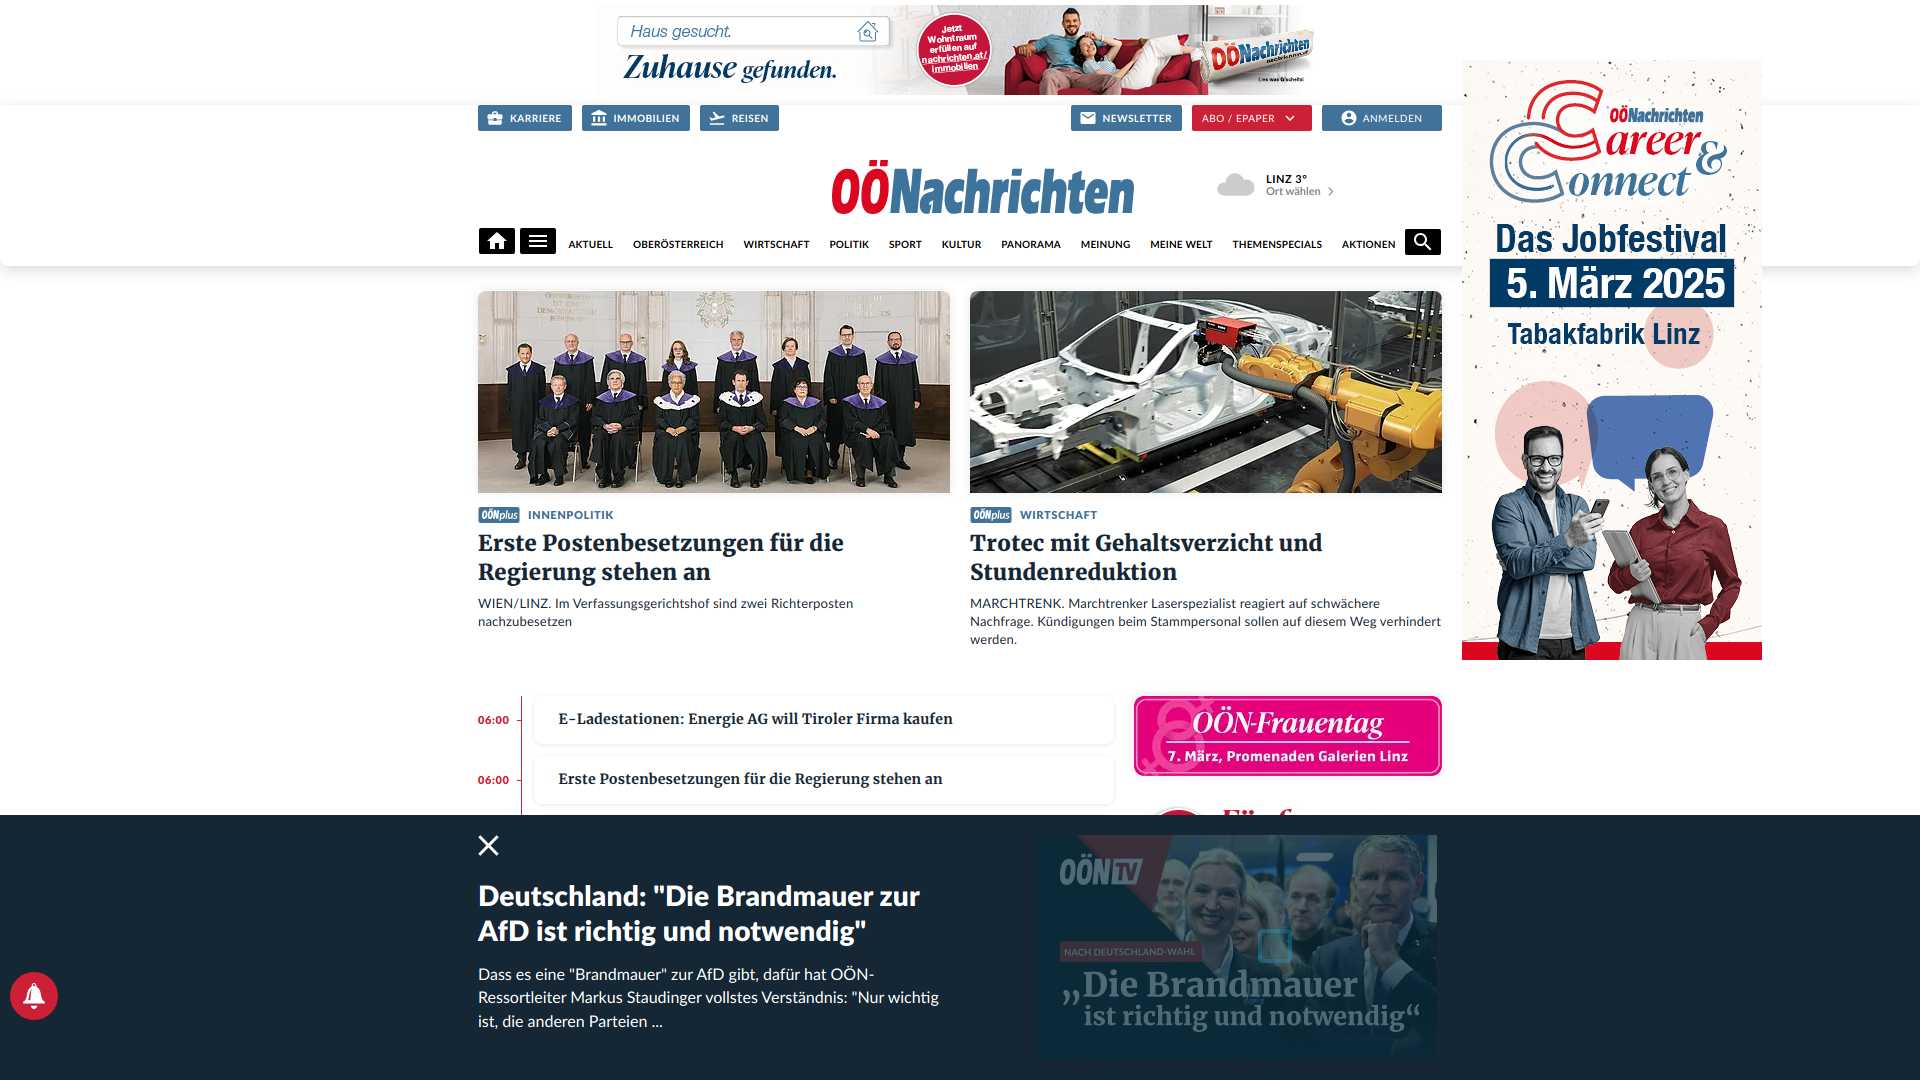 Haus gesucht.
Zuhause gefunden.
Jetzt
Wohntraum
erfüllen auf
nachrichten.at/
immobilien
OÖNachrichten
Lies was G'scheits!
KARRIERE
IMMOBILIEN
REISEN
NEWSLETTER
ABO / EPAPER
ANMELDEN
OÖNachrichten
LINZ 3°
Ort wählen
AKTUELL
OBERÖSTERREICH
WIRTSCHAFT
POLITIK
SPORT
KULTUR
PANORAMA
MEINUNG
MEINE WELT
THEMENSPECIALS
AKTIONEN
OÖNachrichten
Career &
Connect
Das Jobfestival
5. März 2025
Tabakfabrik Linz
OÖNplus INNENPOLITIK
Erste Postenbesetzungen für die
Regierung stehen an
WIEN/LINZ. Im Verfassungsgerichtshof sind zwei Richterposten
nachzubesetzen
OÖNplus WIRTSCHAFT
Trotec mit Gehaltsverzicht und
Stundenreduktion
MARCHTRENK. Marchtrenker Laserspezialist reagiert auf schwächere
Nachfrage. Kündigungen beim Stammpersonal sollen auf diesem Weg verhindert
werden.
06:00 E-Ladestationen: Energie AG will Tiroler Firma kaufen
06:00 Erste Postenbesetzungen für die Regierung stehen an
OÖN-Frauentag
7. März, Promenaden Galerien Linz
Deutschland: "Die Brandmauer zur
AfD ist richtig und notwendig"
Dass es eine "Brandmauer" zur AfD gibt, dafür hat OÖN-
Ressortleiter Markus Staudinger vollstes Verständnis: "Nur wichtig
ist, die anderen Parteien ...
OÖN TV
NACH DEUTSCHLAND-WAHL
„Die Brandmauer
ist richtig und notwendig“